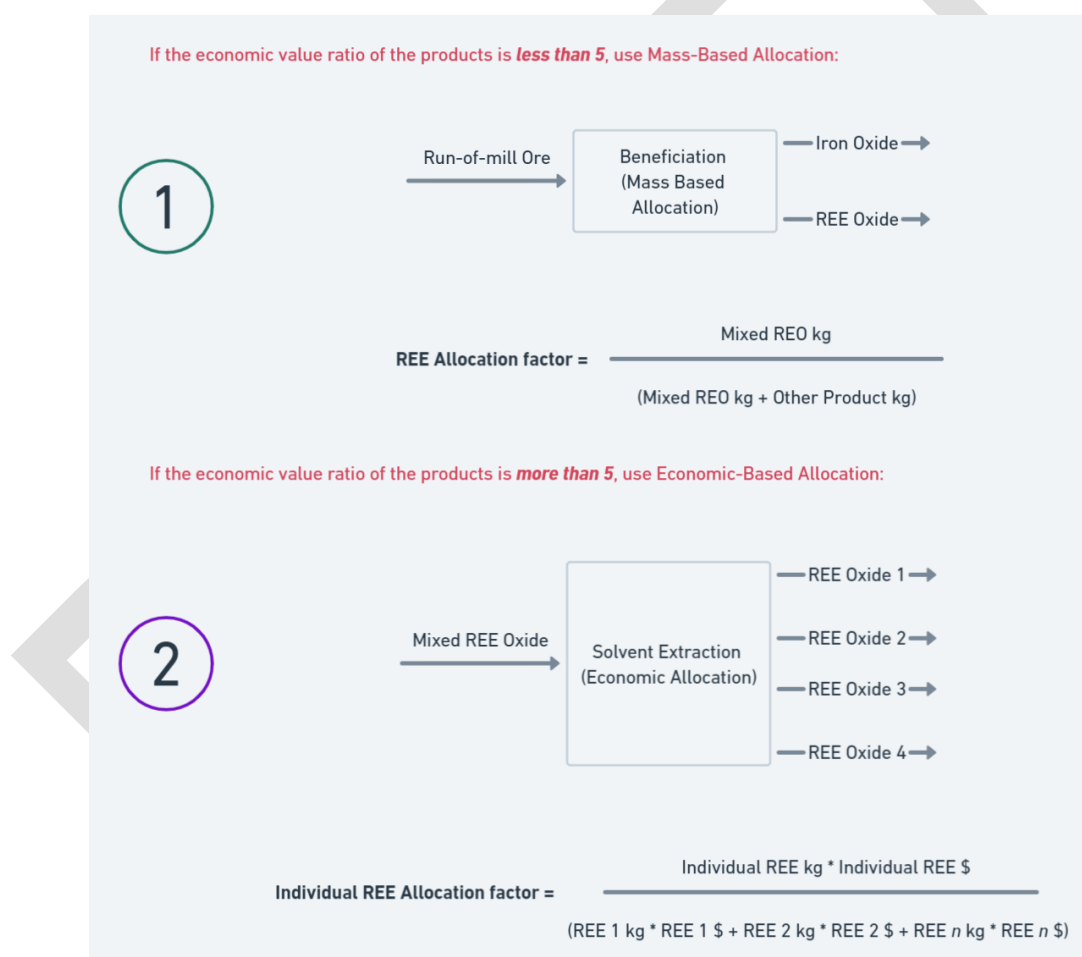 If the economic value ratio of the products is less than 5, use Mass-Based Allocation:
1
Run-of-mill Ore
Beneficiation
(Mass Based
Allocation)
Iron Oxide
REE Oxide
REE Allocation factor =
Mixed REO kg
(Mixed REO kg + Other Product kg)
If the economic value ratio of the products is more than 5, use Economic-Based Allocation:
2
Mixed REE Oxide
Solvent Extraction
(Economic Allocation)
REE Oxide 1
REE Oxide 2
REE Oxide 3
REE Oxide 4
Individual REE Allocation factor =
Individual REE kg * Individual REE $
(REE 1 kg * REE 1 $ + REE 2 kg * REE 2 $ + REE n kg * REE n $)